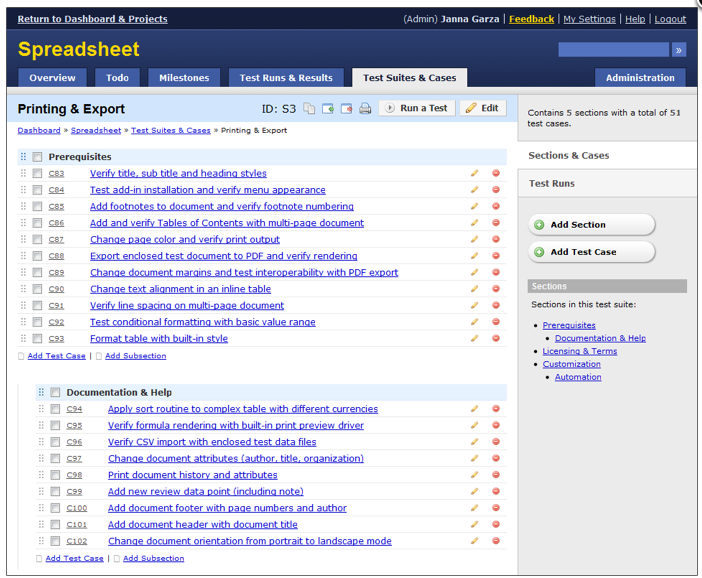 Return to Dashboard & Projects
(Admin) Janna Garza | Feedback | My Settings | Help | Logout
Spreadsheet
»
Overview
Todo
Milestones
Test Runs & Results
Test Suites & Cases
Administration
Printing & Export
ID: S3
Run a Test
Edit
Dashboard » Spreadsheet » Test Suites & Cases » Printing & Export
Prerequisites
C83 Verify title, sub title and heading styles
C84 Test add-in installation and verify menu appearance
C85 Add footnotes to document and verify footnote numbering
C86 Add and verify Tables of Contents with multi-page document
C87 Change page color and verify print output
C88 Export enclosed test document to PDF and verify rendering
C89 Change document margins and test interoperability with PDF export
C90 Change text alignment in an inline table
C91 Verify line spacing on multi-page document
C92 Test conditional formatting with basic value range
C93 Format table with built-in style
Add Test Case | Add Subsection
Documentation & Help
C94 Apply sort routine to complex table with different currencies
C95 Verify formula rendering with built-in print preview driver
C96 Verify CSV import with enclosed test data files
C97 Change document attributes (author, title, organization)
C98 Print document history and attributes
C99 Add new review data point (including note)
C100 Add document footer with page numbers and author
C101 Add document header with document title
C102 Change document orientation from portrait to landscape mode
Add Test Case | Add Subsection
Contains 5 sections with a total of 51
test cases.
Sections & Cases
Test Runs
Add Section
Add Test Case
Sections
Sections in this test suite:
Prerequisites
Documentation & Help
Licensing & Terms
Customization
Automation